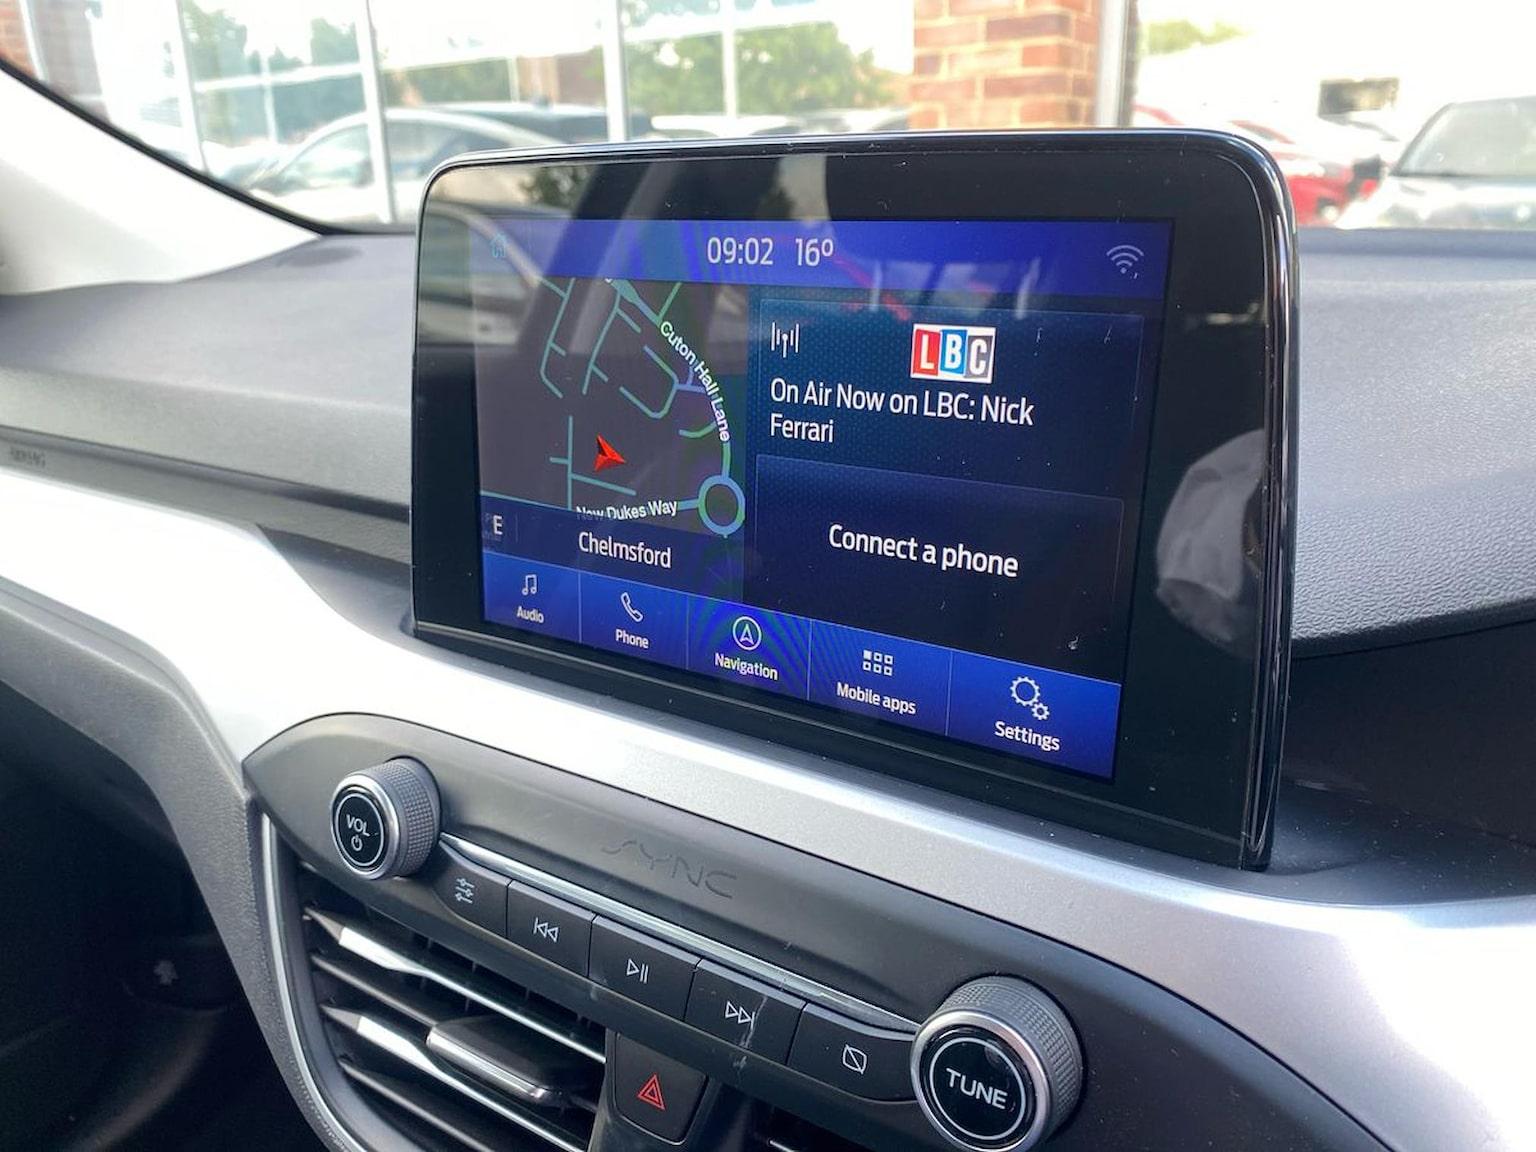 09:02 16°
Cuton Hall Lane
LBC
On Air Now on LBC: Nick
Ferrari
New Dukes Way
E
Chelmsford
Connect a phone
Audio
Phone
Navigation
Mobile apps
Settings
VOL
SYNC
TUNE